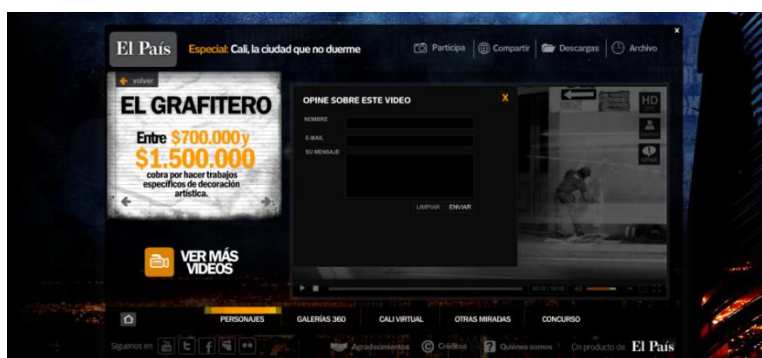 x
El País
Especial: Cali, la ciudad que no duerme
Participa
Compartir
Descargas
Archivo
volver
EL GRAFITERO
Entre $700.000 y
$1.500.000
cobra por hacer trabajos
específicos de decoración
artística.
OPINE SOBRE ESTE VIDEO
X
NOMBRE
E-MAIL
SU MENSAJE
LIMPIAR ENVIAR
HD
OPINE
VER MÁS
VIDEOS
PERSONAJES
GALERÍAS 360
CALI VIRTUAL
OTRAS MIRADAS
CONCURSO
Síguenos en
Agradecimientos
Créditos
Quiénes somos
Un producto de El País